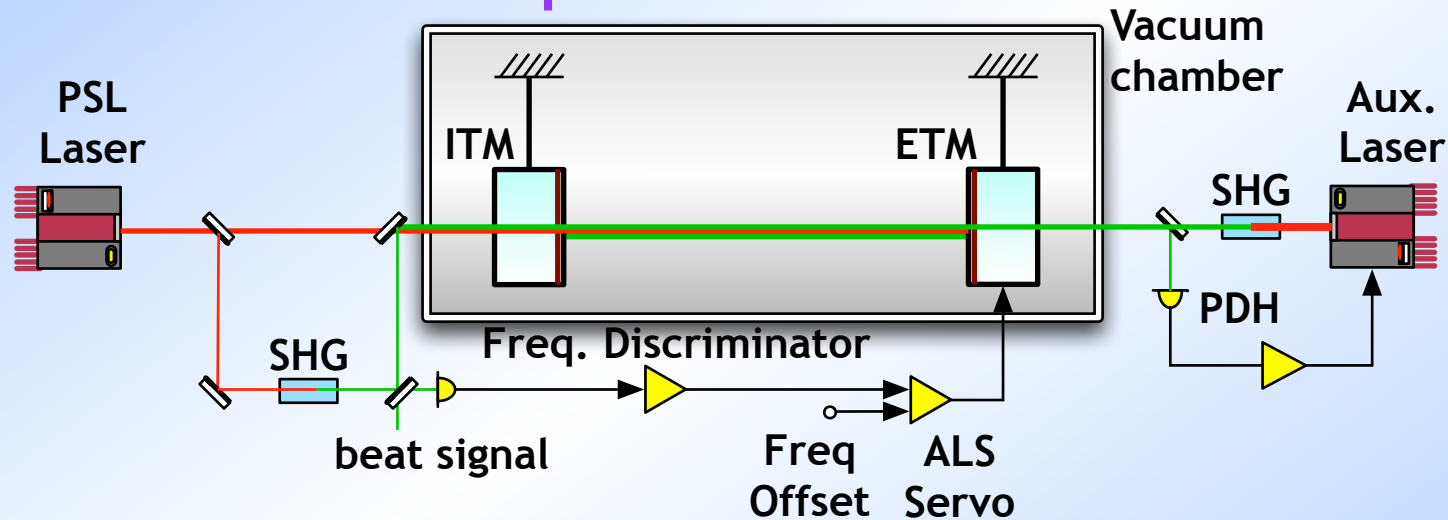 Vacuum
chamber
PSL
Laser
ITM
ETM
Aux.
Laser
SHG
PDH
SHG
Freq. Discriminator
beat signal
Freq
Offset
ALS
Servo